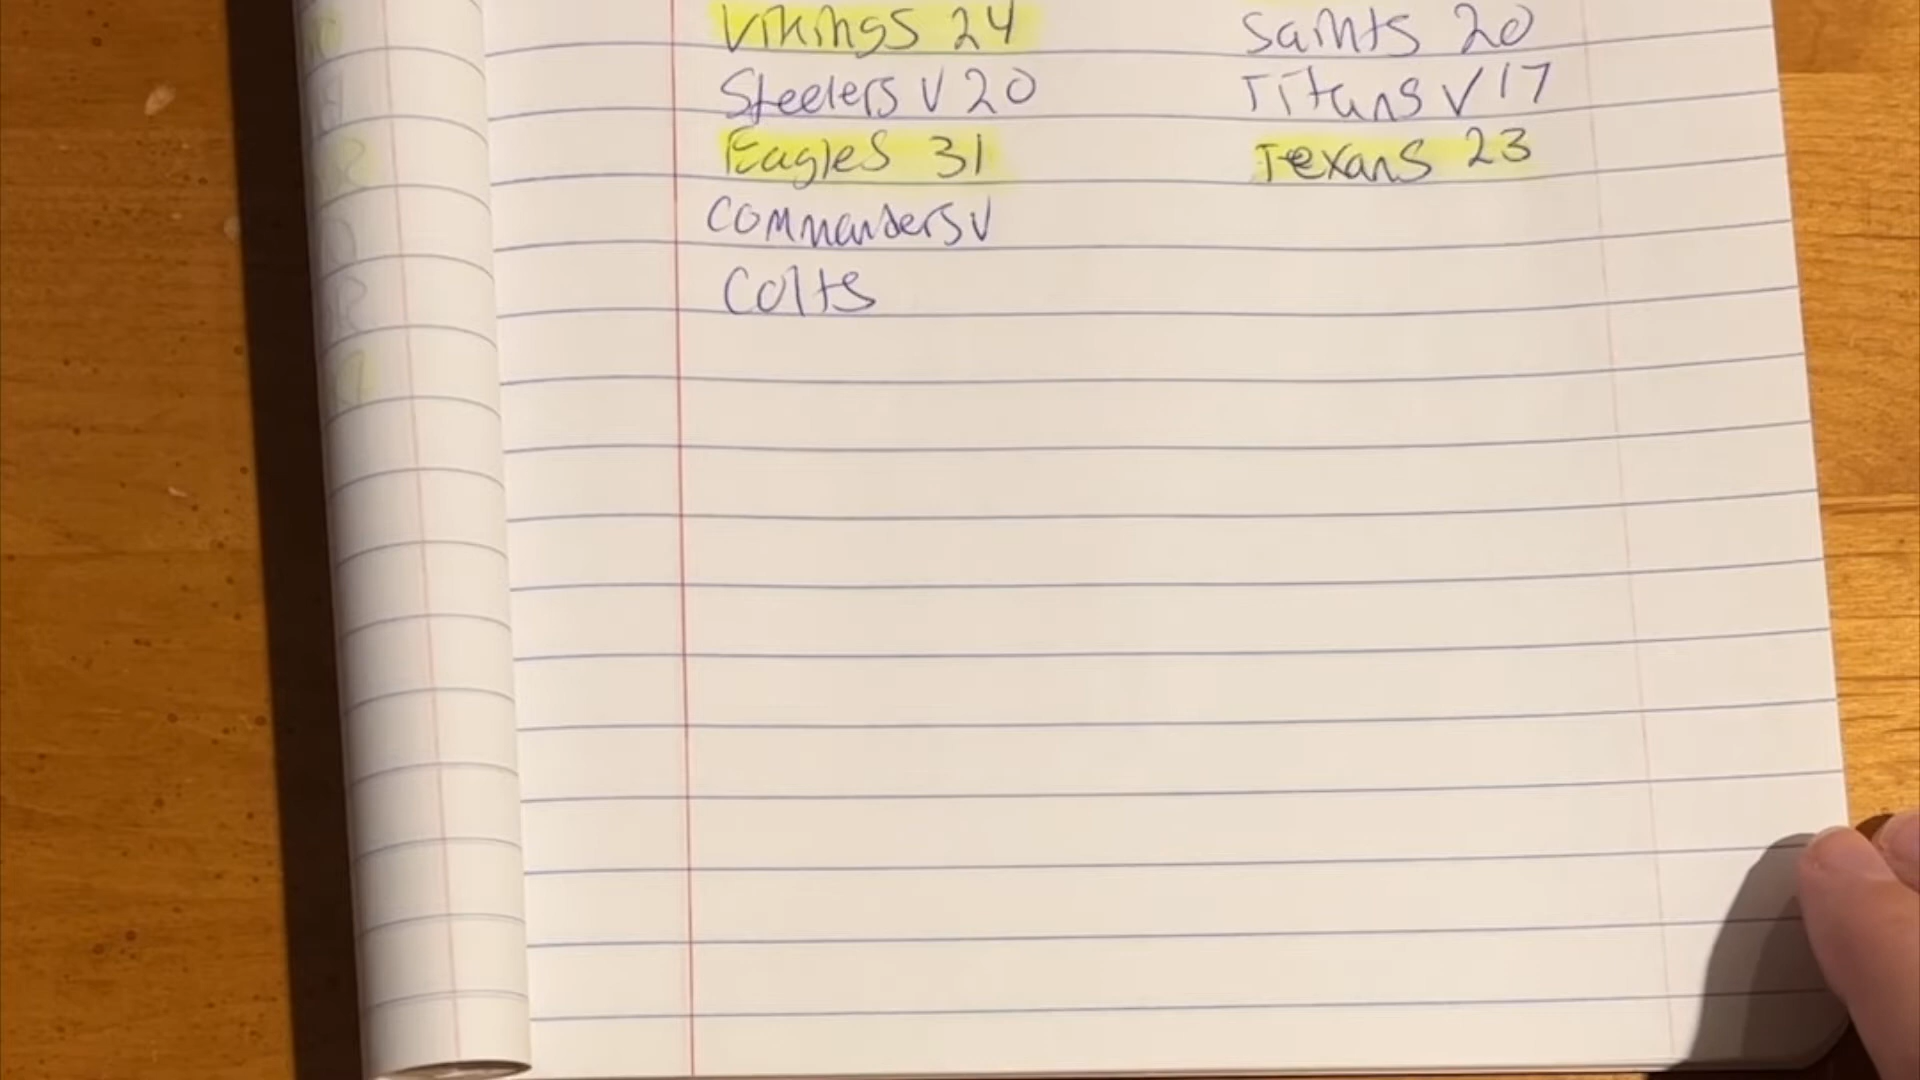 Vikings 24 Saints 20
Steelers V 20 Titans V 17
Eagles 31 Texans 23
Commanders V
Colts